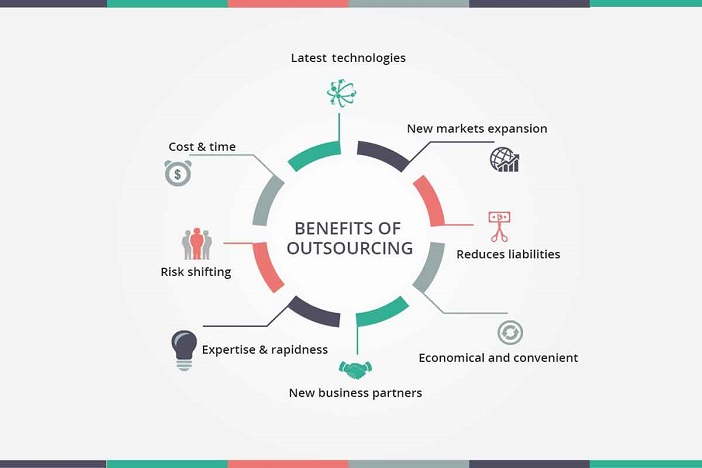 Latest technologies
New markets expansion
Cost & time
$
BENEFITS OF
OUTSOURCING
Reduces liabilities
Risk shifting
Expertise & rapidness
Economical and convenient
New business partners